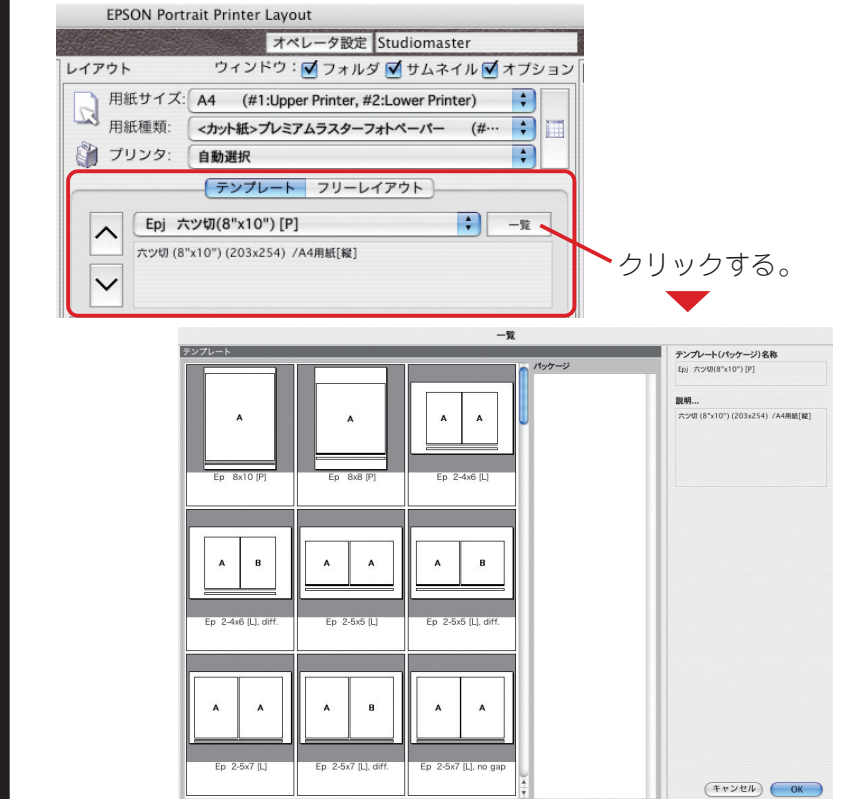 EPSON Portrait Printer Layout
オペレータ設定 Studiomaster
レイアウト ウィンドウ： フォルダ サムネイル オプション
用紙サイズ: A4 (#1:Upper Printer, #2:Lower Printer)
用紙種類: <カット紙>プレミアムラスターフォトペーパー (#…
プリンタ: 自動選択
テンプレート フリーレイアウト
Epj 六ツ切(8"x10") [P] 一覧
六ツ切 (8"x10") (203x254) /A4用紙[縦]
クリックする。
一覧
テンプレート
パッケージ
テンプレート(パッケージ)名称
Epj 六ツ切(8"x10") [P]
説明...
六ツ切 (8"x10") (203x254) /A4用紙[縦]
A A A A
Ep 8x10 [P] Ep 8x8 [P] Ep 2-4x6 [L]
A B A A A B
Ep 2-4x6 [L], diff. Ep 2-5x5 [L] Ep 2-5x5 [L], diff.
A A A B A A
Ep 2-5x7 [L] Ep 2-5x7 [L], diff. Ep 2-5x7 [L], no gap
キャンセル OK